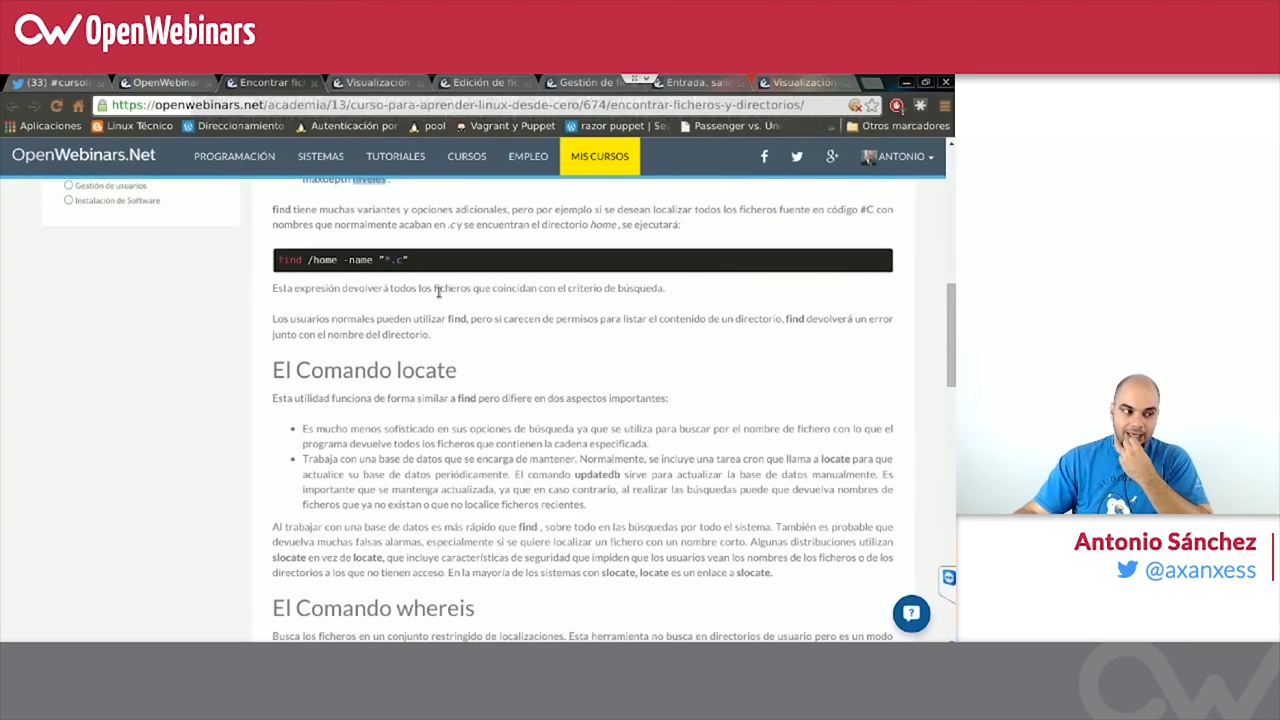 OpenWebinars
(33) #cursol
OpenWebinar
Encontrar fic
Visualización
Edición de fi
Gestión de f
Entrada, sali
Visualización
https://openwebinars.net/academia/13/curso-para-aprender-linux-desde-cero/674/encontrar-ficheros-y-directorios/
Aplicaciones
Linux Técnico
Direccionamiento
Autenticación por
pool
Vagrant y Puppet
razor puppet | Sea
Passenger vs. Uni
Otros marcadores
OpenWebinars.Net
PROGRAMACIÓN SISTEMAS TUTORIALES CURSOS EMPLEO MIS CURSOS ANTONIO
Gestión de usuarios
Instalación de Software
maxdepth niveles .
find tiene muchas variantes y opciones adicionales, pero por ejemplo si se desean localizar todos los ficheros fuente en código #C con
nombres que normalmente acaban en .c y se encuentran el directorio home , se ejecutará:
find /home -name "*.c"
Esta expresión devolverá todos los ficheros que coincidan con el criterio de búsqueda.
Los usuarios normales pueden utilizar find, pero si carecen de permisos para listar el contenido de un directorio, find devolverá un error
junto con el nombre del directorio.
El Comando locate
Esta utilidad funciona de forma similar a find pero difiere en dos aspectos importantes:
• Es mucho menos sofisticado en sus opciones de búsqueda ya que se utiliza para buscar por el nombre de fichero con lo que el
programa devuelve todos los ficheros que contienen la cadena especificada.
• Trabaja con una base de datos que se encarga de mantener. Normalmente, se incluye una tarea cron que llama a locate para que
actualice su base de datos periódicamente. El comando updatedb sirve para actualizar la base de datos manualmente. Es
importante que se mantenga actualizada, ya que en caso contrario, al realizar las búsquedas puede que devuelva nombres de
ficheros que ya no existan o que no localice ficheros recientes.
Al trabajar con una base de datos es más rápido que find , sobre todo en las búsquedas por todo el sistema. También es probable que
devuelva muchas falsas alarmas, especialmente si se quiere localizar un fichero con un nombre corto. Algunas distribuciones utilizan
slocate en vez de locate, que incluye características de seguridad que impiden que los usuarios vean los nombres de los ficheros o de los
directorios a los que no tienen acceso. En la mayoría de los sistemas con slocate, locate es un enlace a slocate.
El Comando whereis
Busca los ficheros en un conjunto restringido de localizaciones. Esta herramienta no busca en directorios de usuario pero es un modo
Antonio Sánchez
@axanxess